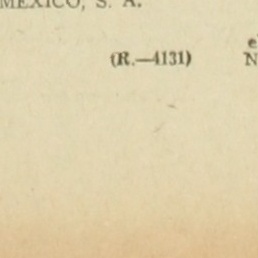 MEXICO, S. A.
(R.—4131)